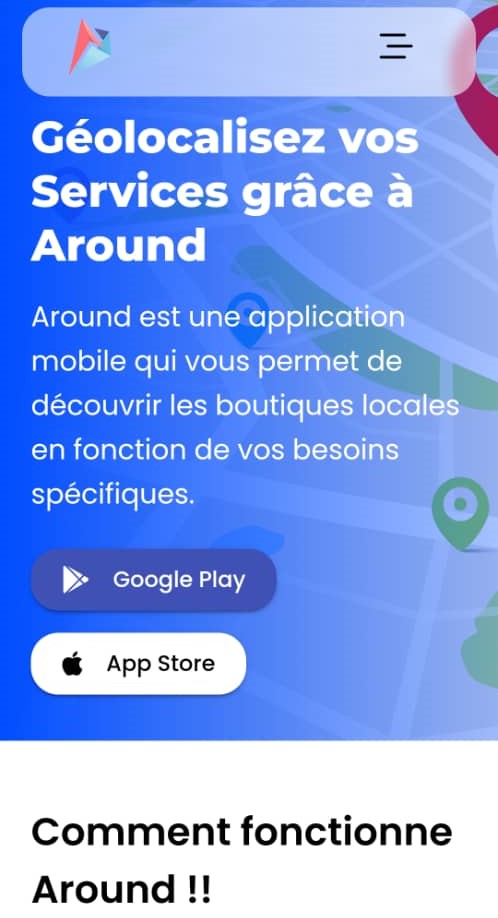 Géolocalisez vos
Services grâce à
Around
Around est une application
mobile qui vous permet de
découvrir les boutiques locales
en fonction de vos besoins
spécifiques.
Google Play
App Store
Comment fonctionne
Around !!